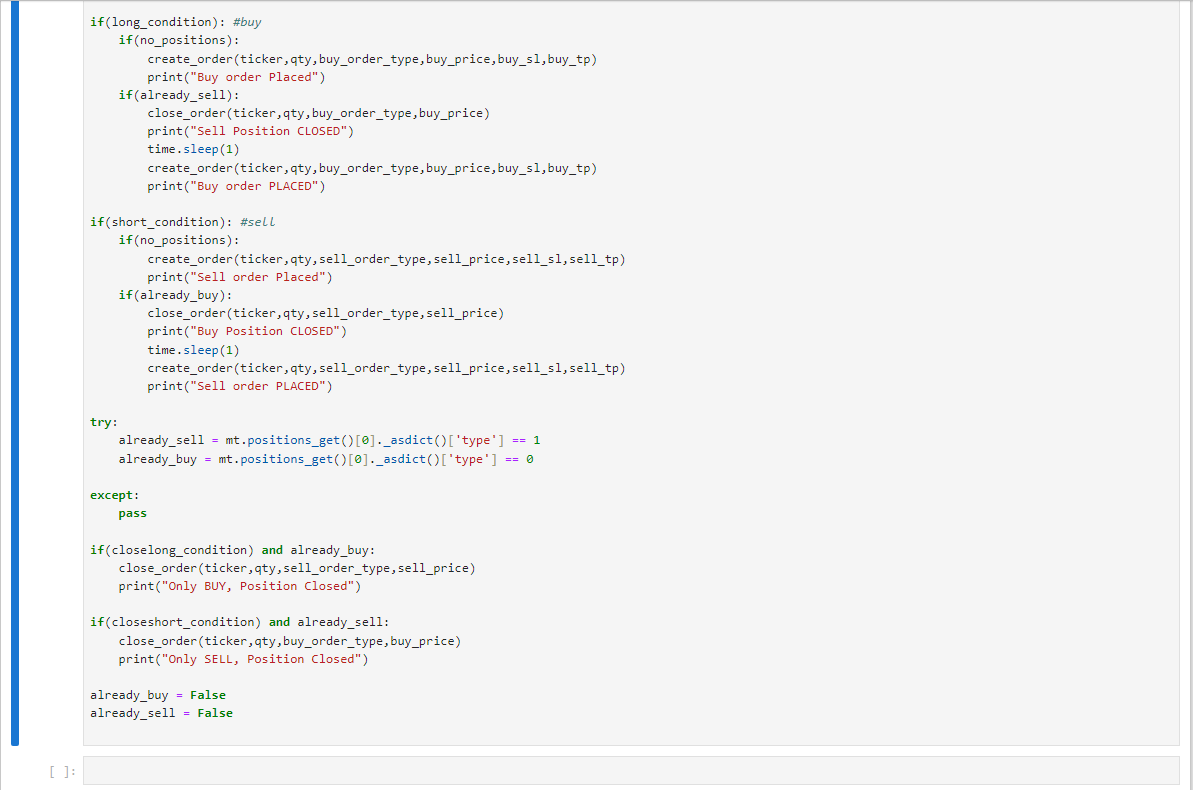 if(long_condition): #buy
    if(no_positions):
        create_order(ticker,qty,buy_order_type,buy_price,buy_sl,buy_tp)
        print("Buy order Placed")
    if(already_sell):
        close_order(ticker,qty,buy_order_type,buy_price)
        print("Sell Position CLOSED")
        time.sleep(1)
        create_order(ticker,qty,buy_order_type,buy_price,buy_sl,buy_tp)
        print("Buy order PLACED")
if(short_condition): #sell
    if(no_positions):
        create_order(ticker,qty,sell_order_type,sell_price,sell_sl,sell_tp)
        print("Sell order Placed")
    if(already_buy):
        close_order(ticker,qty,sell_order_type,sell_price)
        print("Buy Position CLOSED")
        time.sleep(1)
        create_order(ticker,qty,sell_order_type,sell_price,sell_sl,sell_tp)
        print("Sell order PLACED")
try:
    already_sell = mt.positions_get()[0]._asdict()['type'] == 1
    already_buy = mt.positions_get()[0]._asdict()['type'] == 0
except:
    pass
if(closelong_condition) and already_buy:
    close_order(ticker,qty,sell_order_type,sell_price)
    print("Only BUY, Position Closed")
if(closeshort_condition) and already_sell:
    close_order(ticker,qty,buy_order_type,buy_price)
    print("Only SELL, Position Closed")
already_buy = False
already_sell = False
[ ]: